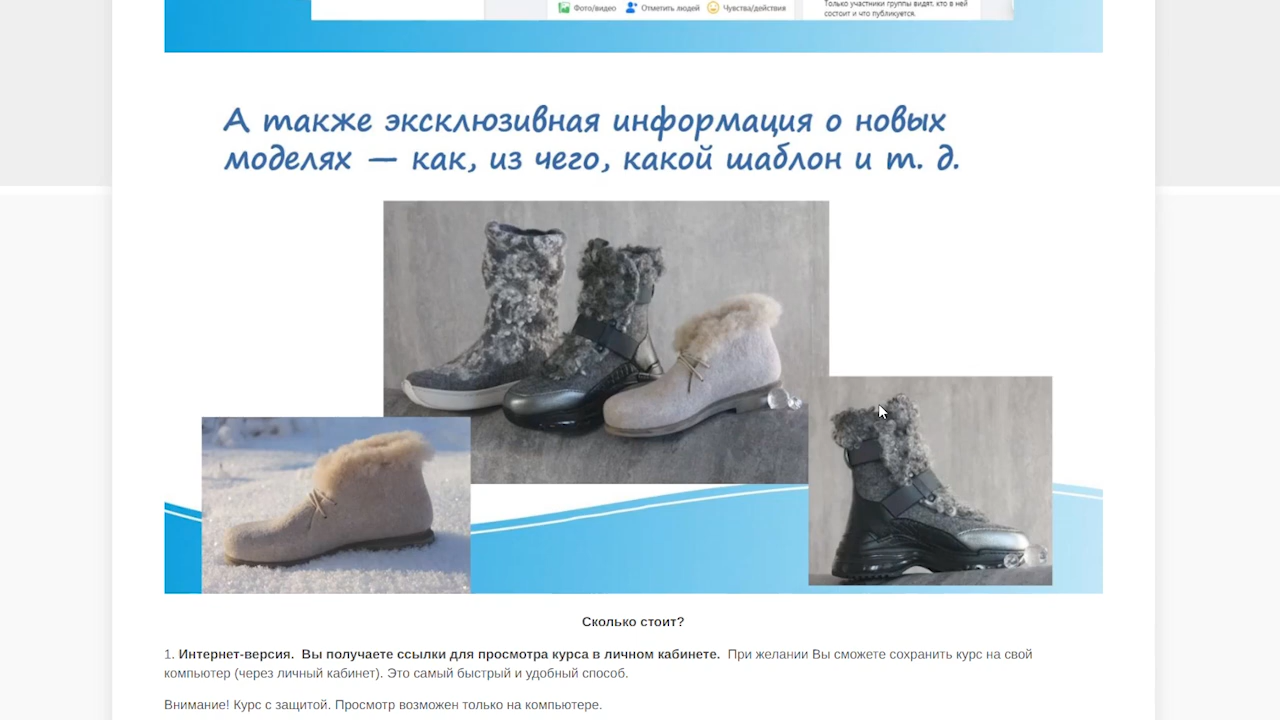 Фото/видео Отметить людей Чувства/действия
Только участники группы видят, кто в ней
состоит и что публикуется.
А также эксклюзивная информация о новых
моделях — как, из чего, какой шаблон и т. д.
Сколько стоит?
1. Интернет-версия. Вы получаете ссылки для просмотра курса в личном кабинете. При желании Вы сможете сохранить курс на свой
компьютер (через личный кабинет). Это самый быстрый и удобный способ.
Внимание! Курс с защитой. Просмотр возможен только на компьютере.